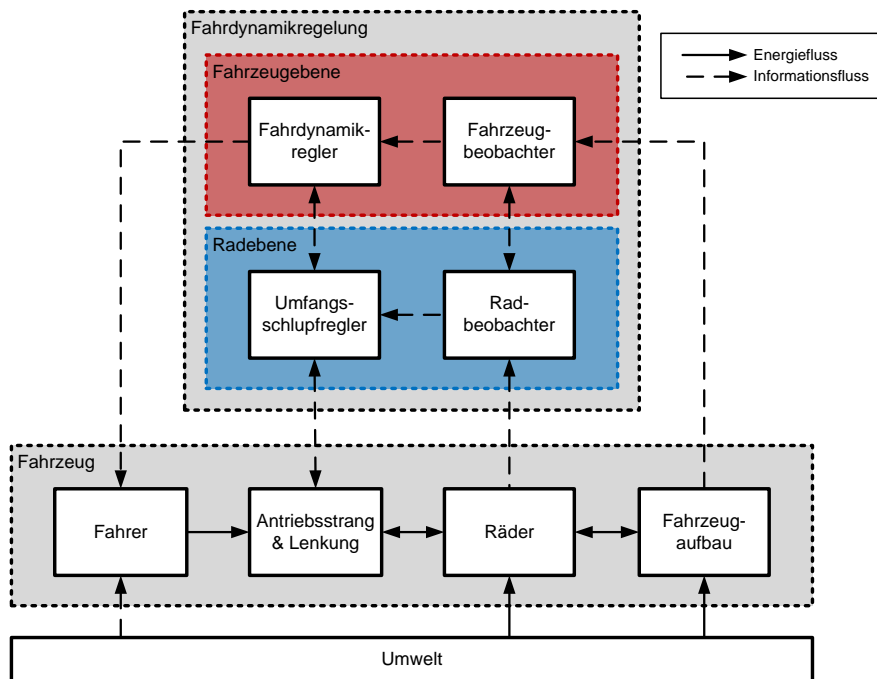 Fahrdynamikregelung
Energiefluss
Informationsfluss
Fahrzeugebene
Fahrdynamik-
regler
Fahrzeug-
beobachter
Radebene
Umfangs-
schlupfregler
Rad-
beobachter
Fahrzeug
Fahrer
Antriebsstrang
& Lenkung
Räder
Fahrzeug-
aufbau
Umwelt